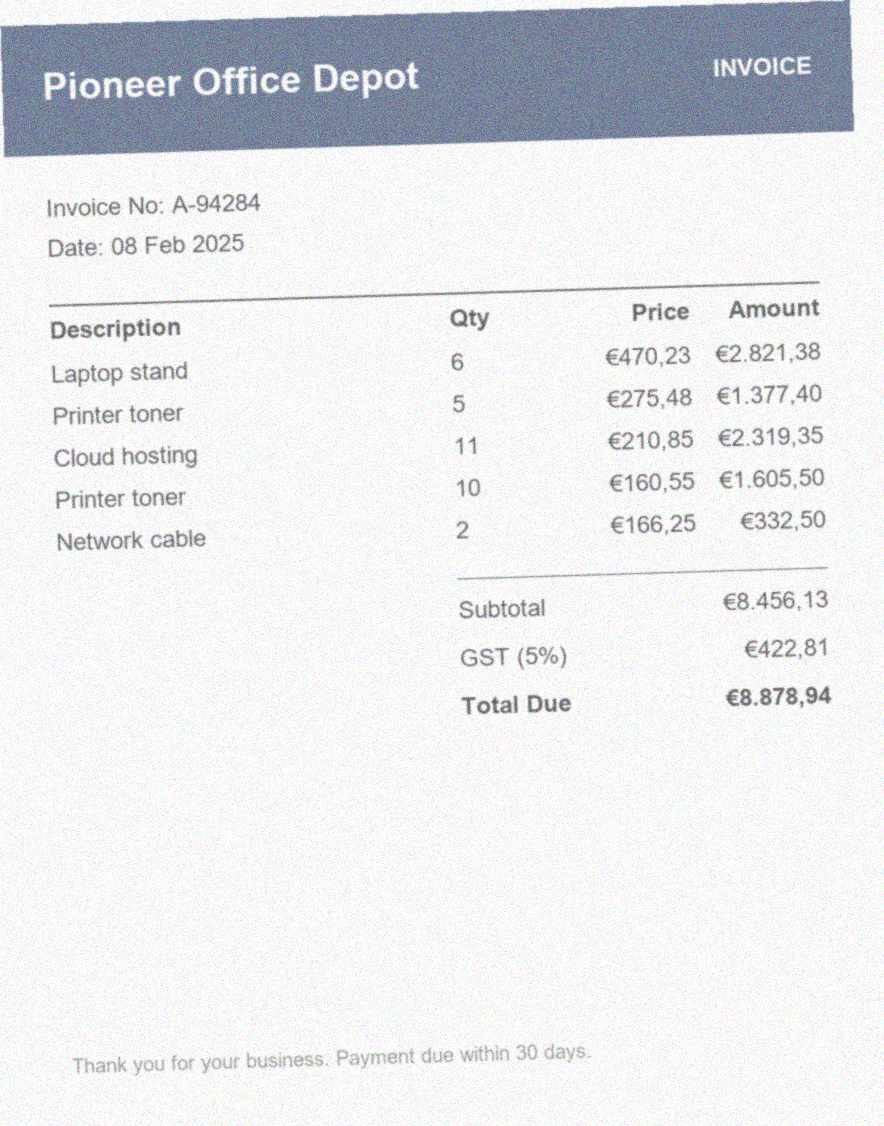 Pioneer Office Depot INVOICE
Invoice No: A-94284
Date: 08 Feb 2025
Description Qty Price Amount
Laptop stand 6 €470,23 €2.821,38
Printer toner 5 €275,48 €1.377,40
Cloud hosting 11 €210,85 €2.319,35
Printer toner 10 €160,55 €1.605,50
Network cable 2 €166,25 €332,50
Subtotal €8.456,13
GST (5%) €422,81
Total Due €8.878,94
Thank you for your business. Payment due within 30 days.